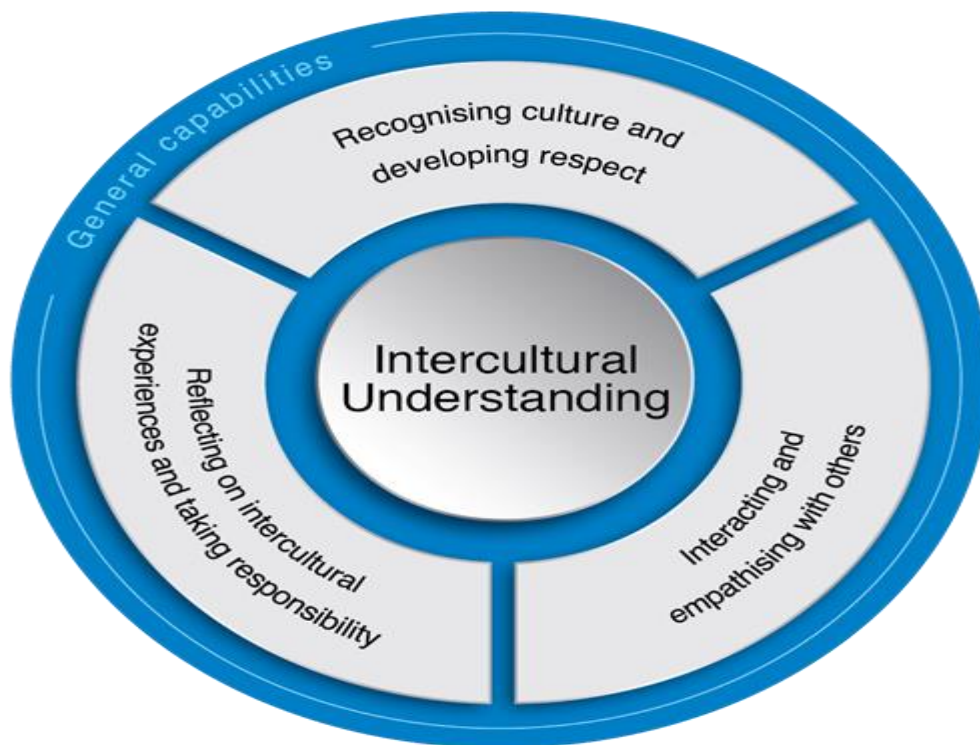 General capabilities
Recognising culture and
developing respect
Intercultural
Understanding
Interacting and
empathising with others
Reflecting on intercultural
experiences and taking responsibility